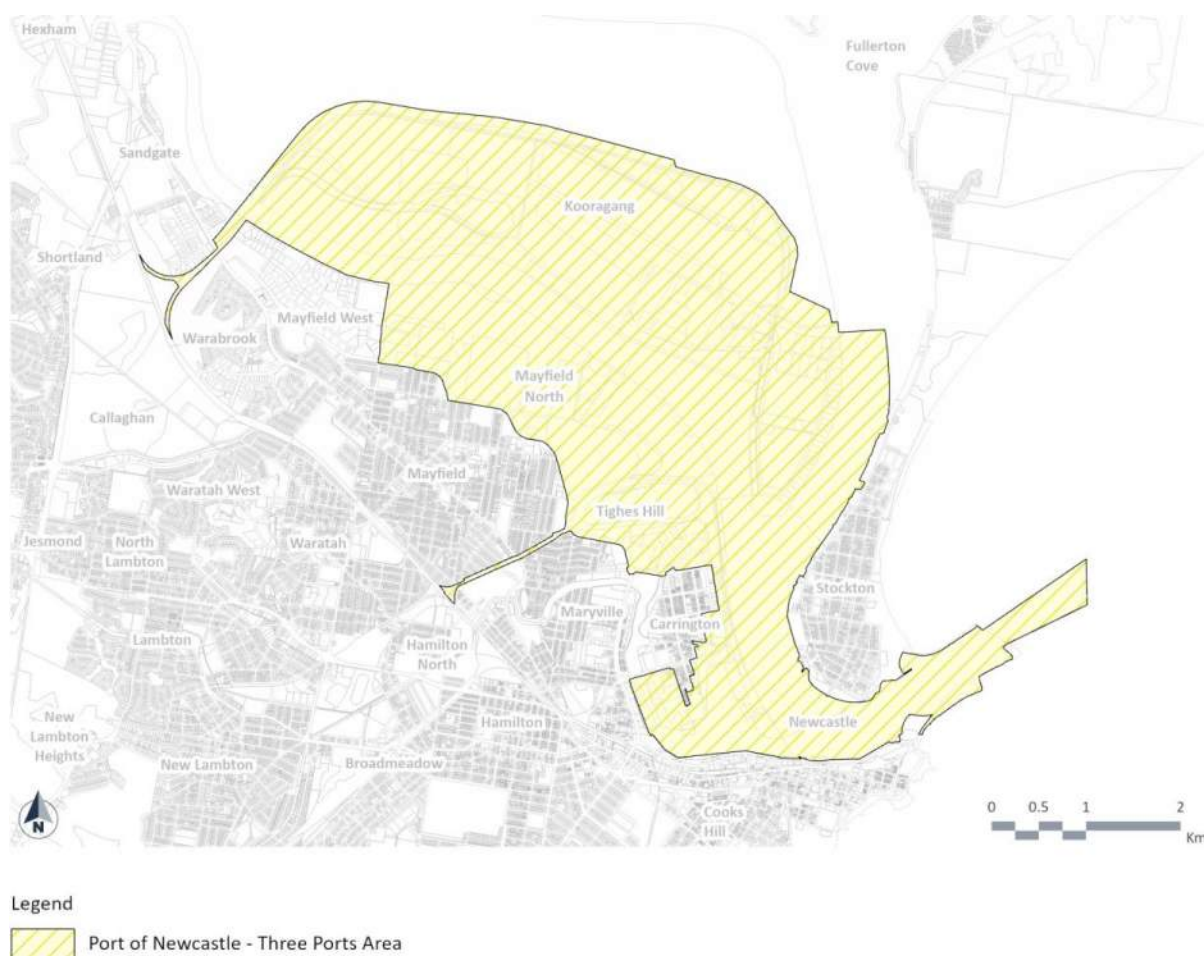 Hexham
Fullerton
Cove
Sandgate
Kooragang
Shortland
Mayfield West
Warabrook
Mayfield
North
Callaghan
Mayfield
Waratah West
Tighes Hill
Jesmond
North
Lambton
Waratah
Stockton
Maryville
Carrington
Lambton
Hamilton
North
New
Lambton
Heights
Hamilton
Newcastle
New Lambton
Broadmeadow
Cooks
Hill
N
0 0.5 1 2
Km
Legend
Port of Newcastle - Three Ports Area